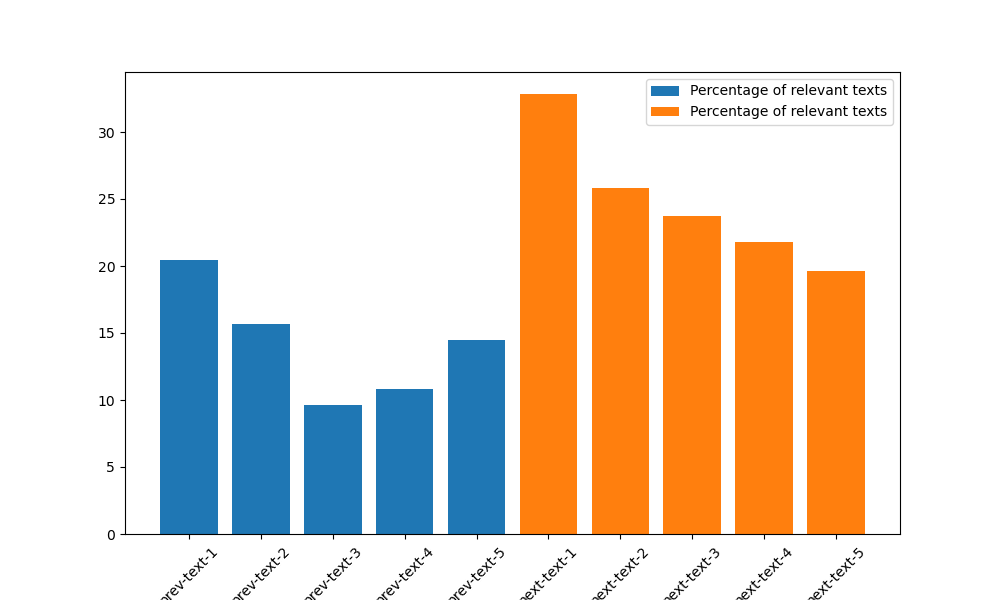 Percentage of relevant texts
Percentage of relevant texts
30
25
20
15
10
5
0
prev-text-1
prev-text-2
prev-text-3
prev-text-4
prev-text-5
next-text-1
next-text-2
next-text-3
next-text-4
next-text-5